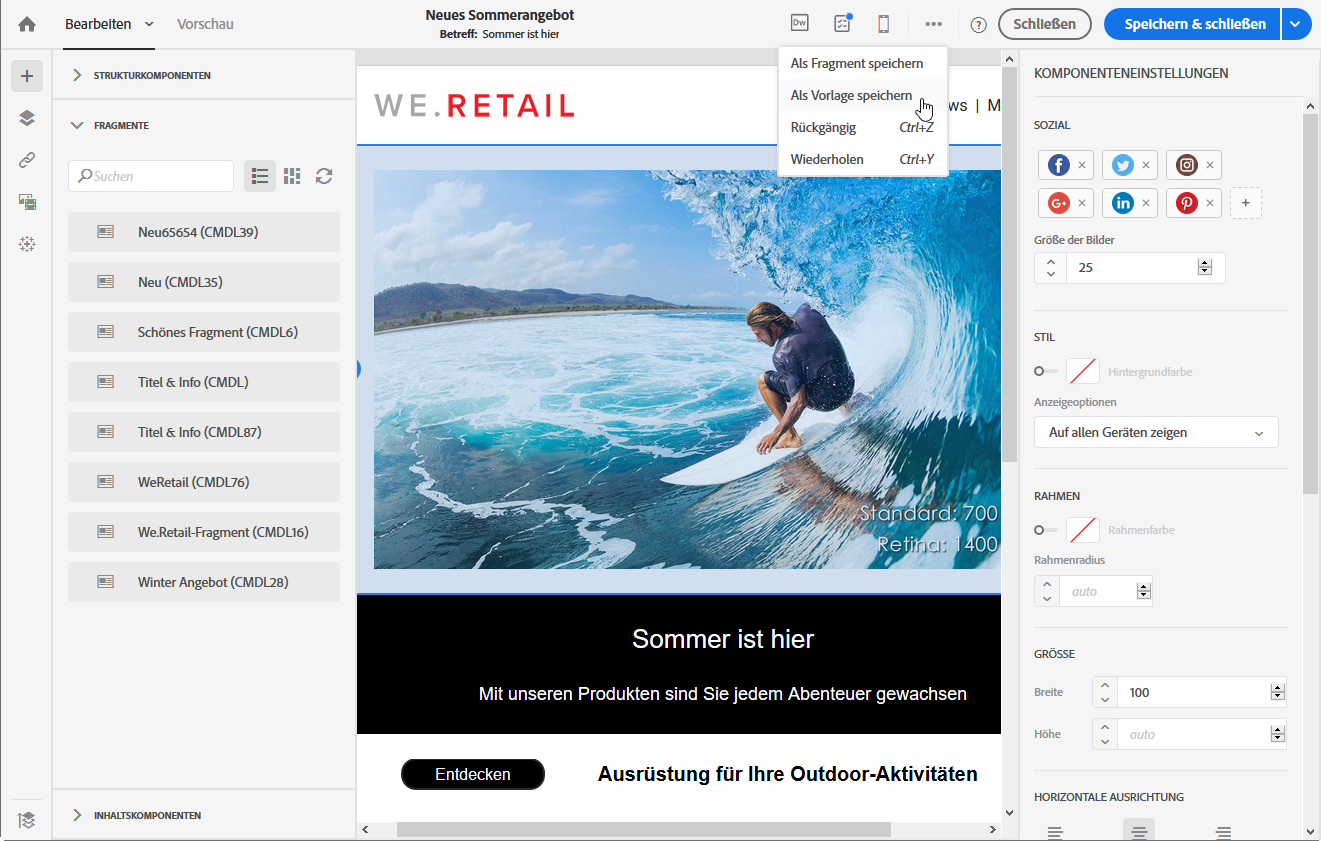 Bearbeiten
Vorschau
Neues Sommerangebot
Betreff: Sommer ist hier
Dw
Schließen
Speichern & schließen
STRUKTURKOMPONENTEN
FRAGMENTE
Suchen
Neu65654 (CMDL39)
Neu (CMDL35)
Schönes Fragment (CMDL6)
Titel & Info (CMDL)
Titel & Info (CMDL87)
WeRetail (CMDL76)
We.Retail-Fragment (CMDL16)
Winter Angebot (CMDL28)
INHALTSKOMPONENTEN
WE.RETAIL
ws | M
Als Fragment speichern
Als Vorlage speichern
Rückgängig Ctrl+Z
Wiederholen Ctrl+Y
Standard: 700
Retina: 1400
Sommer ist hier
Mit unseren Produkten sind Sie jedem Abenteuer gewachsen
Entdecken
Ausrüstung für Ihre Outdoor-Aktivitäten
KOMPONENTENEINSTELLUNGEN
SOZIAL
Größe der Bilder
25
STIL
Hintergrundfarbe
Anzeigeoptionen
Auf allen Geräten zeigen
RAHMEN
Rahmenfarbe
Rahmenradius
auto
GRÖSSE
Breite 100
Höhe auto
HORIZONTALE AUSRICHTUNG